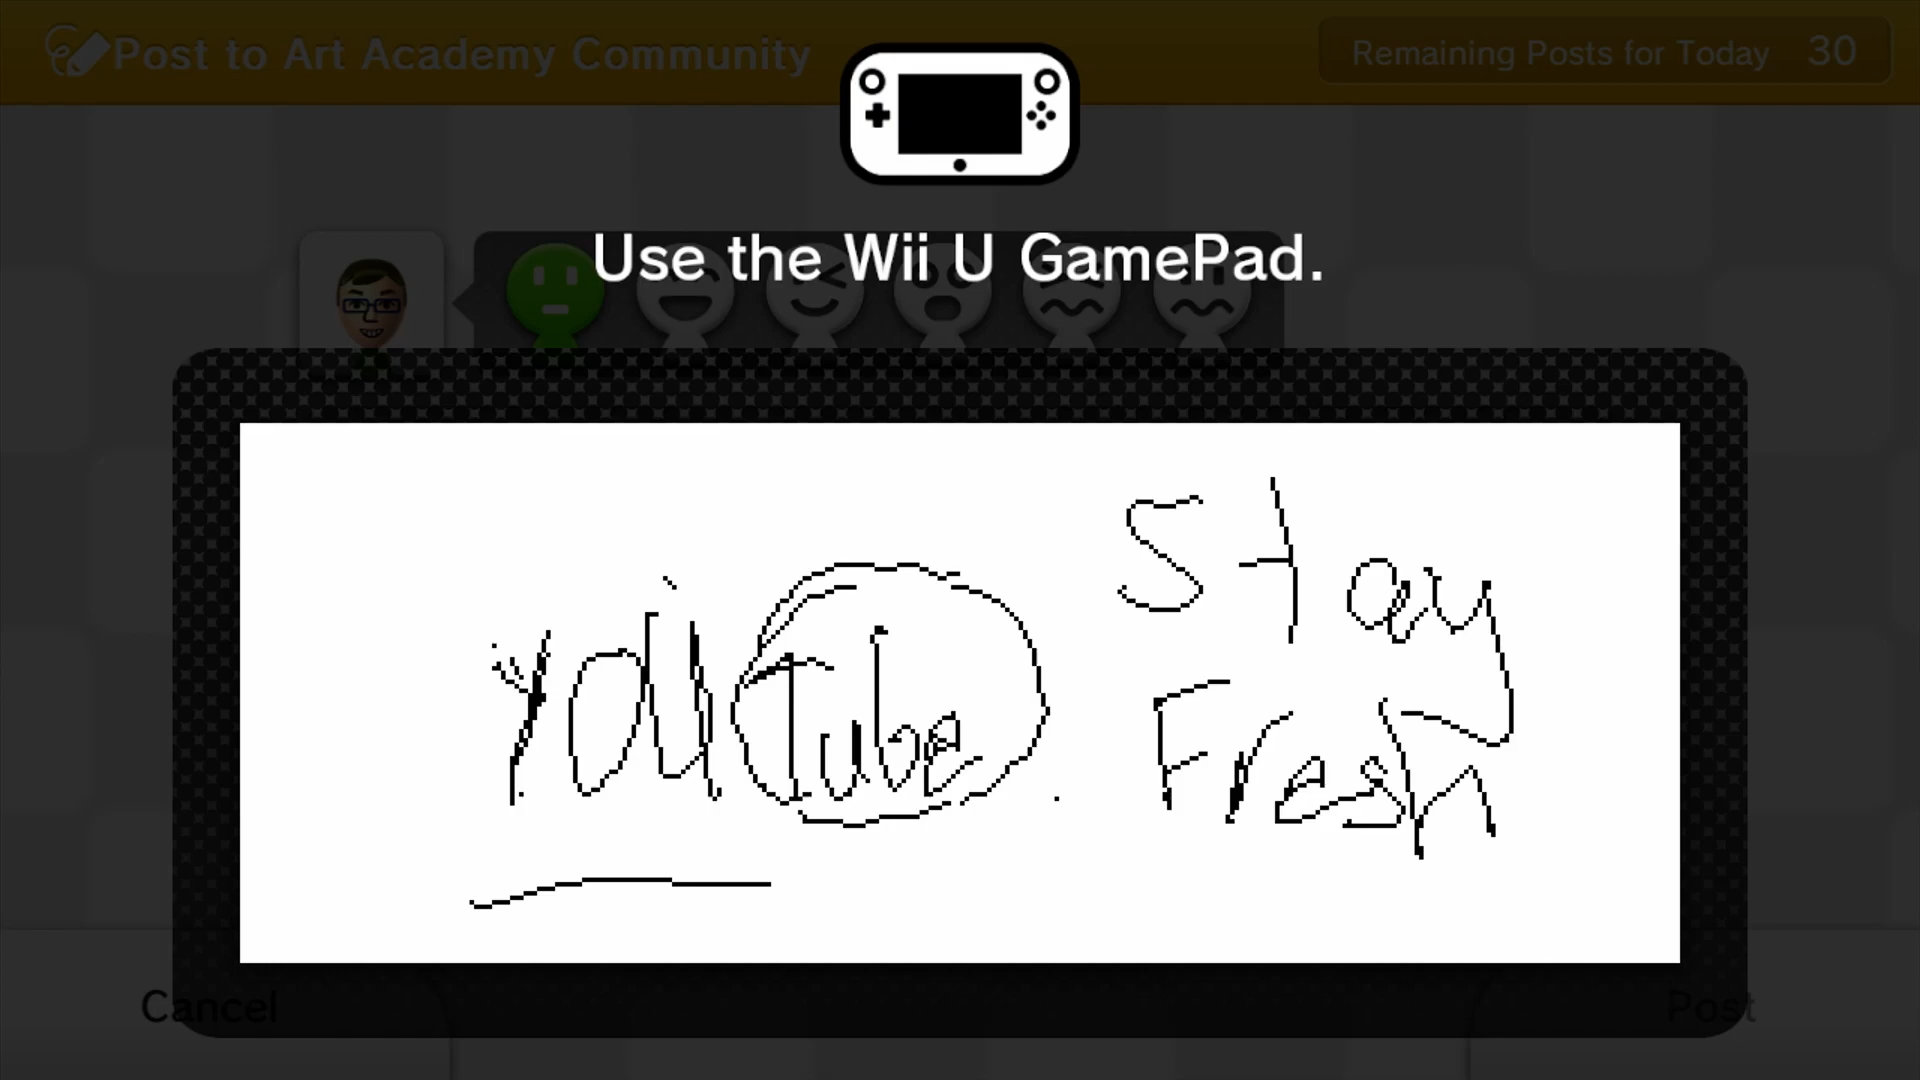 Post to Art Academy Community
Remaining Posts for Today 30
Use the Wii U GamePad.
YouTube
Stay
Fresh
Cancel
Post